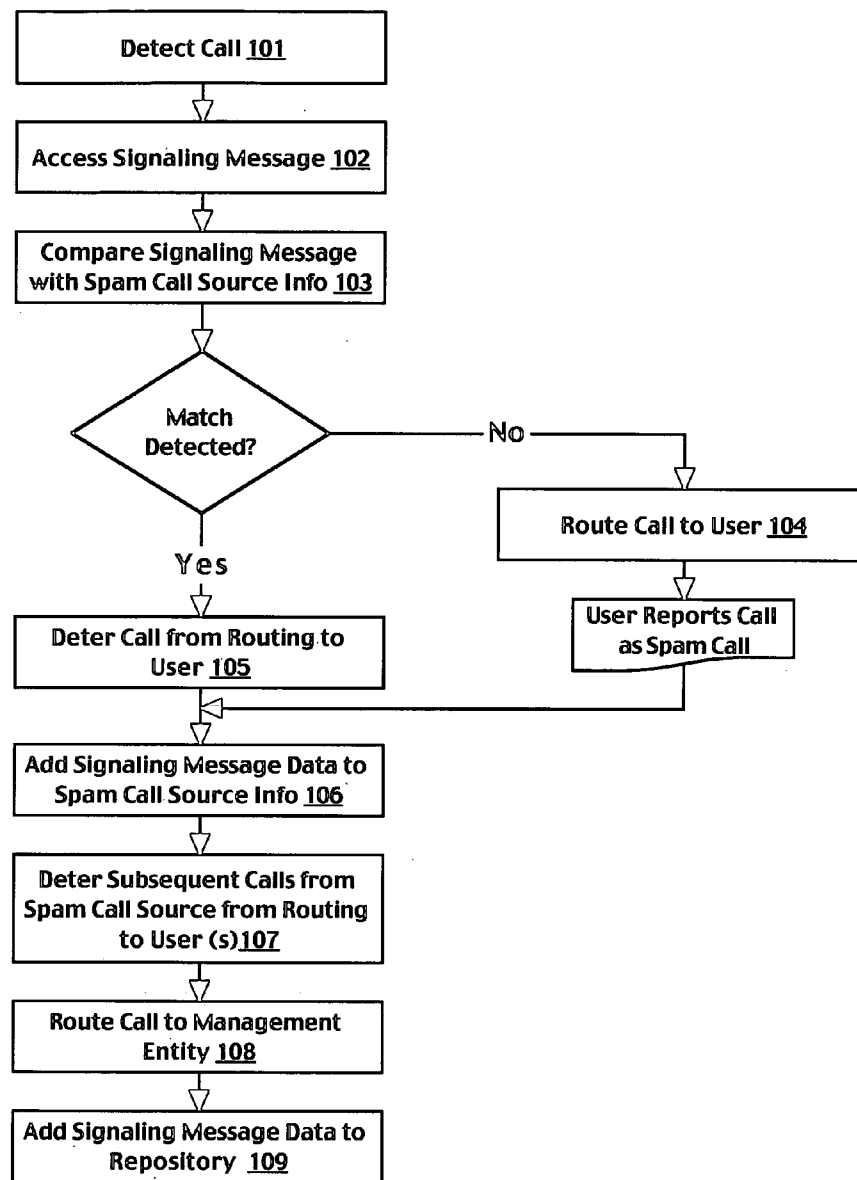 Detect Call 101
Access Signaling Message 102
Compare Signaling Message
with Spam Call Source Info 103
Match
Detected?
No
Route Call to User 104
Yes
User Reports Call
as Spam Call
Deter Call from Routing to
User 105
Add Signaling Message Data to
Spam Call Source Info 106
Deter Subsequent Calls from
Spam Call Source from Routing
to User (s)107
Route Call to Management
Entity 108
Add Signaling Message Data to
Repository 109